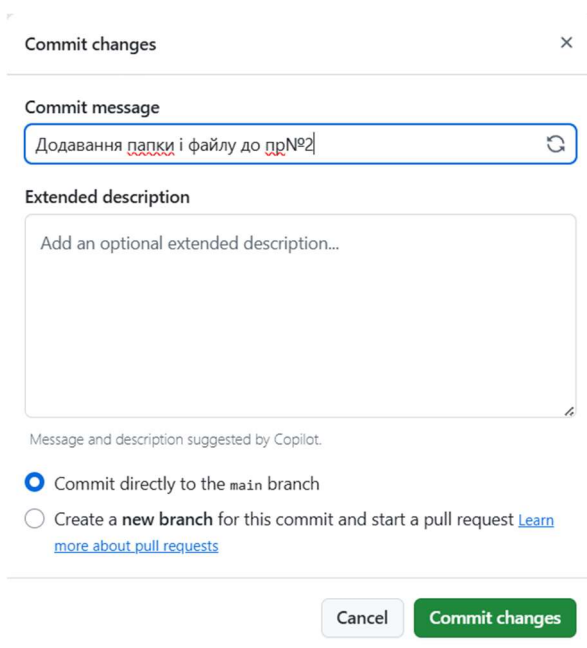 Commit changes
Commit message
Додавання папки і файлу до пр№2
Extended description
Add an optional extended description...
Message and description suggested by Copilot.
Commit directly to the main branch
Create a new branch for this commit and start a pull request Learn
more about pull requests
Cancel
Commit changes